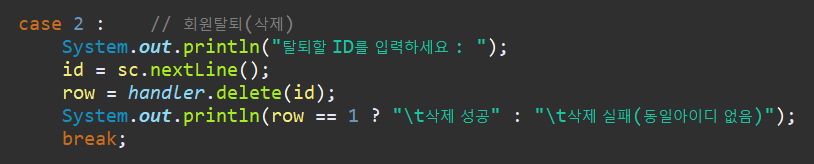 case 2 :    // 회원탈퇴(삭제)
    System.out.println("탈퇴할 ID를 입력하세요 : ");
    id = sc.nextLine();
    row = handler.delete(id);
    System.out.println(row == 1 ? "\t삭제 성공" : "\t삭제 실패(동일아이디 없음)");
    break;